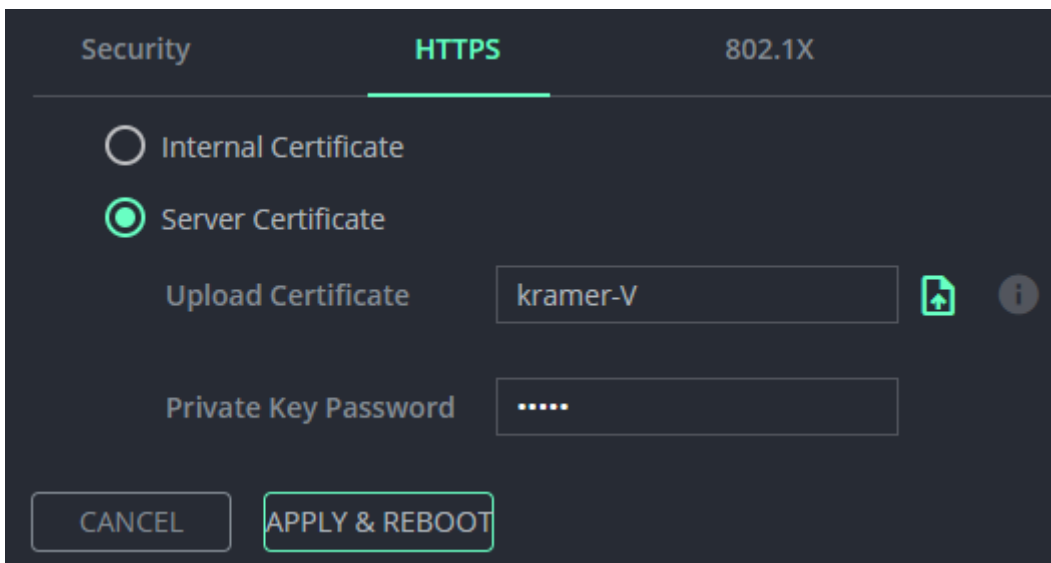 Security HTTPS 802.1X
Internal Certificate
Server Certificate
Upload Certificate kramer-V
Private Key Password •••••
CANCEL APPLY & REBOOT